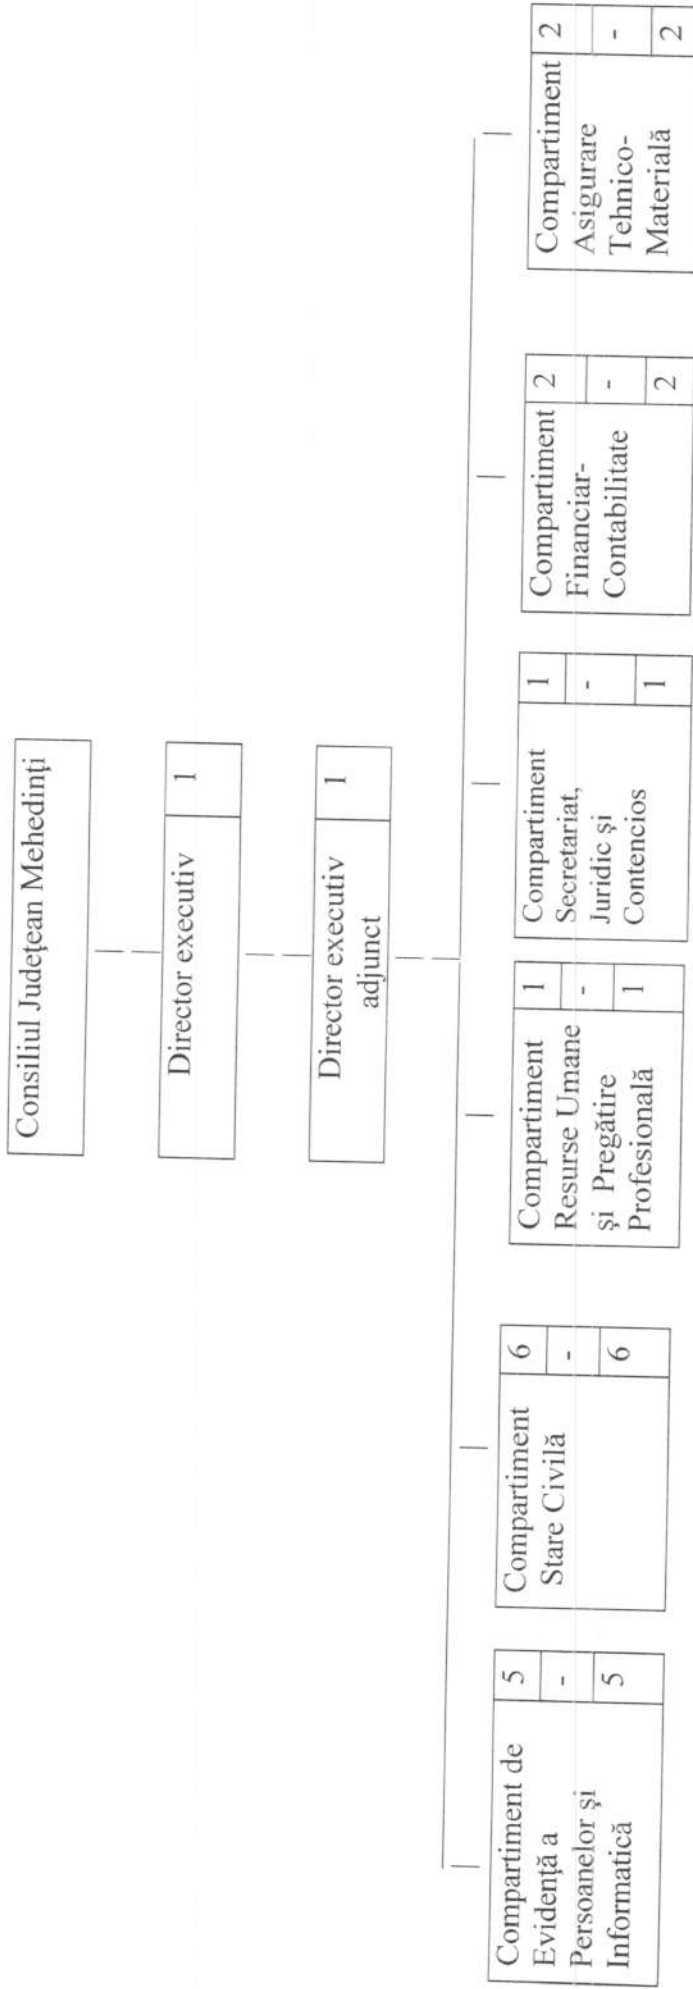 Consiliul Județean Mehedinți
Director executiv
1
Director executiv
adjunct
1
Compartiment de
Evidență a
Persoanelor și
Informatică
5
-
5
Compartiment
Stare Civilă
6
-
6
Compartiment
Resurse Umane
și Pregătire
Profesională
1
-
1
Compartiment
Secretariat,
Juridic și
Contencios
1
-
1
Compartiment
Financiar-
Contabilitate
2
-
2
Compartiment
Asigurare
Tehnico-
Materială
2
-
2